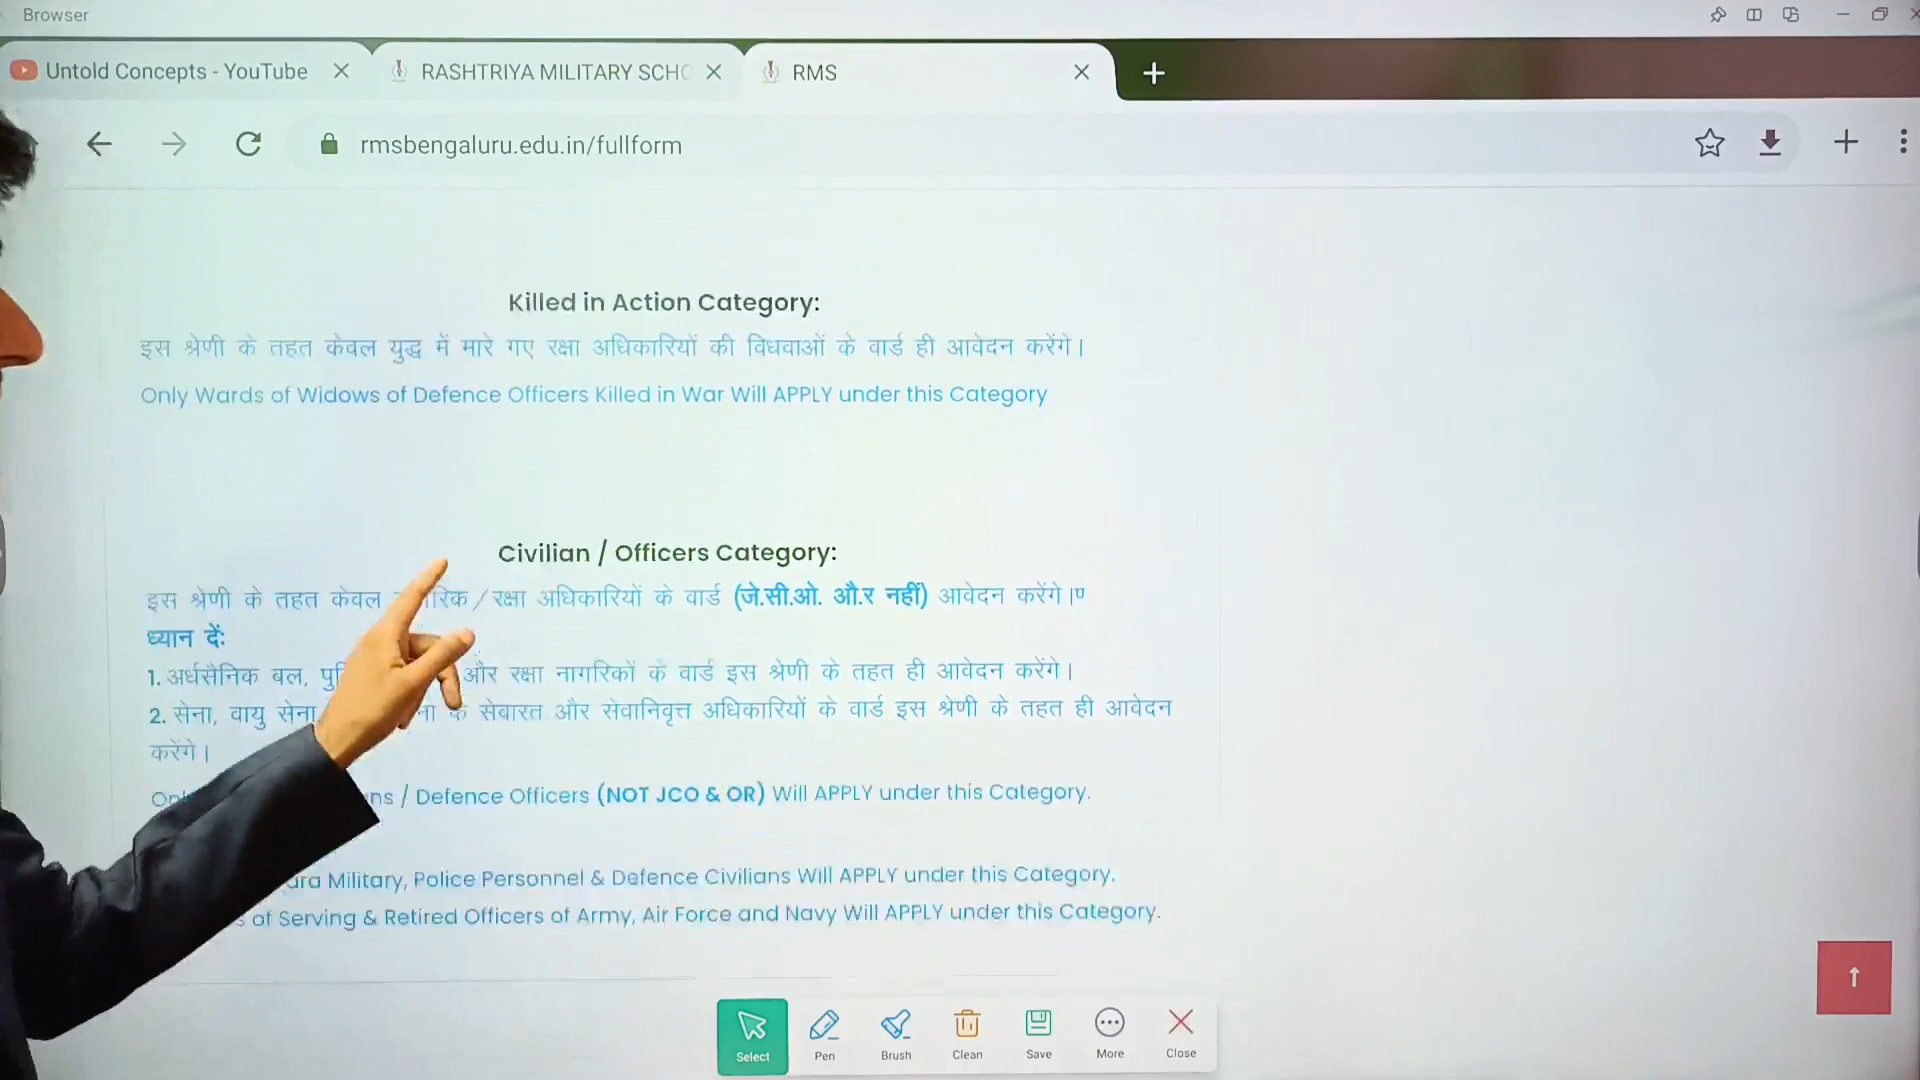 Browser
Untold Concepts - YouTube
RASHTRIYA MILITARY SCHO
RMS
rmsbengaluru.edu.in/fullform
Killed in Action Category:
इस श्रेणी के तहत केवल युद्ध में मारे गए रक्षा अधिकारियों की विधवाओं के वार्ड ही आवेदन करेंगे।
Only Wards of Widows of Defence Officers Killed in War Will APPLY under this Category
Civilian / Officers Category:
इस श्रेणी के तहत केवल / रक्षा अधिकारियों के वार्ड (जे.सी.ओ. औ.र नहीं) आवेदन करेंगे।ण
ध्यान दें:
1. अर्धसैनिक बल, और रक्षा नागरिकों के वार्ड इस श्रेणी के तहत ही आवेदन करेंगे।
2. सेना, वायु सेना के सेवारत और सेवानिवृत्त अधिकारियों के वार्ड इस श्रेणी के तहत ही आवेदन
करेंगे।
/ Defence Officers (NOT JCO & OR) Will APPLY under this Category.
Military, Police Personnel & Defence Civilians Will APPLY under this Category.
of Serving & Retired Officers of Army, Air Force and Navy Will APPLY under this Category.
Select
Pen
Brush
Clean
Save
More
Close